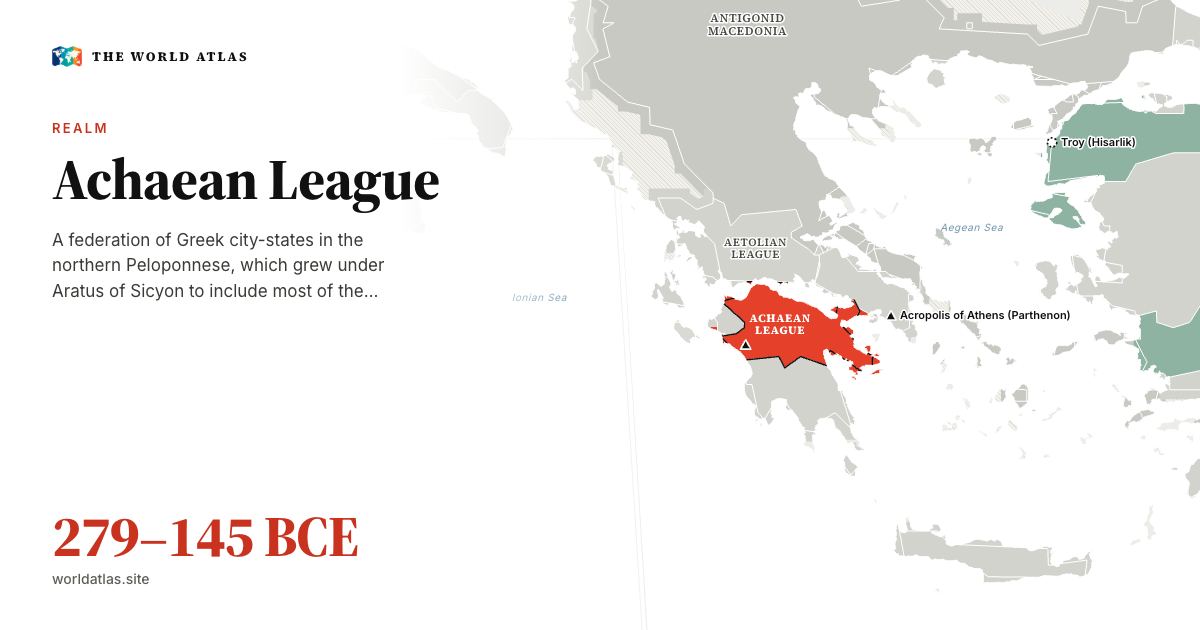 THE WORLD ATLAS
REALM
Achaean League
A federation of Greek city-states in the
northern Peloponnese, which grew under
Aratus of Sicyon to include most of the...
279–145 BCE
worldatlas.site
ANTIGONID
MACEDONIA
Troy (Hisarlik)
Aegean Sea
AETOLIAN
LEAGUE
Ionian Sea
ACHAEAN
LEAGUE
Acropolis of Athens (Parthenon)